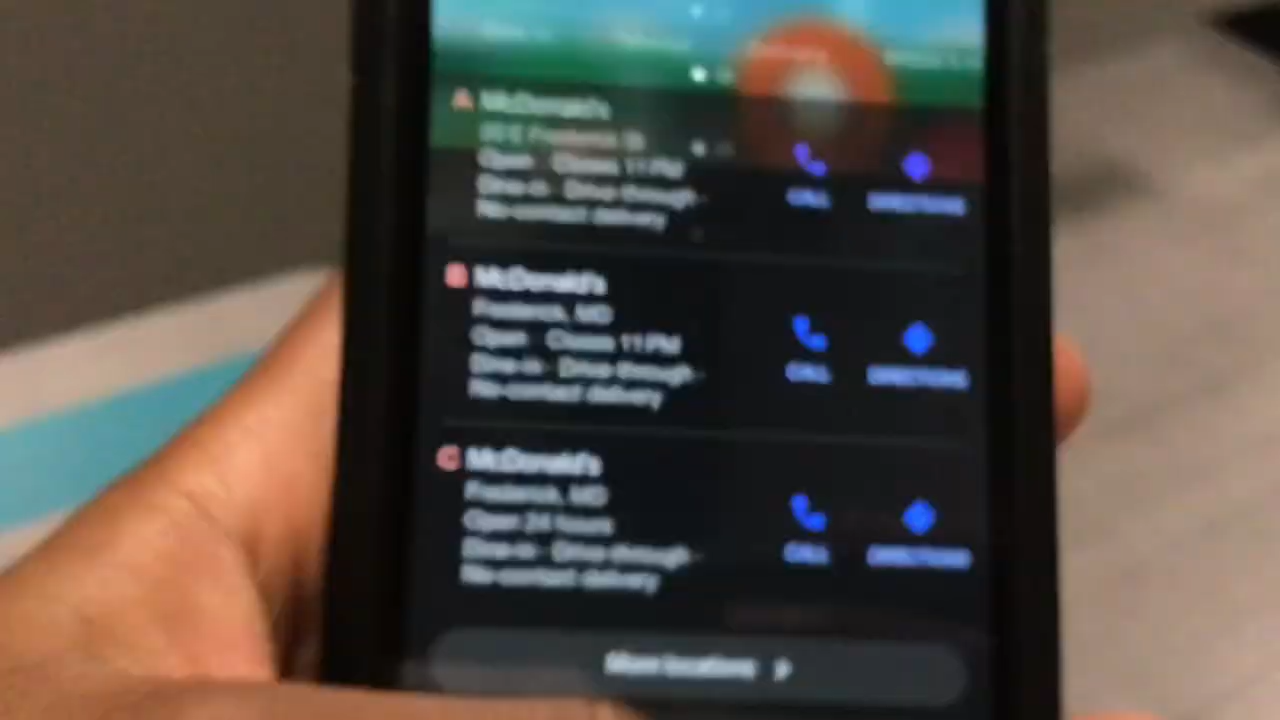 A McDonald's
Frederick St
Open · Closes 11 PM
Dine-in · Drive-through ·
No-contact delivery
CALL
DIRECTIONS
B McDonald's
Frederick, MD
Open · Closes 11 PM
Dine-in · Drive-through ·
No-contact delivery
CALL
DIRECTIONS
C McDonald's
Frederick, MD
Open 24 hours
Dine-in · Drive-through ·
No-contact delivery
CALL
DIRECTIONS
More locations